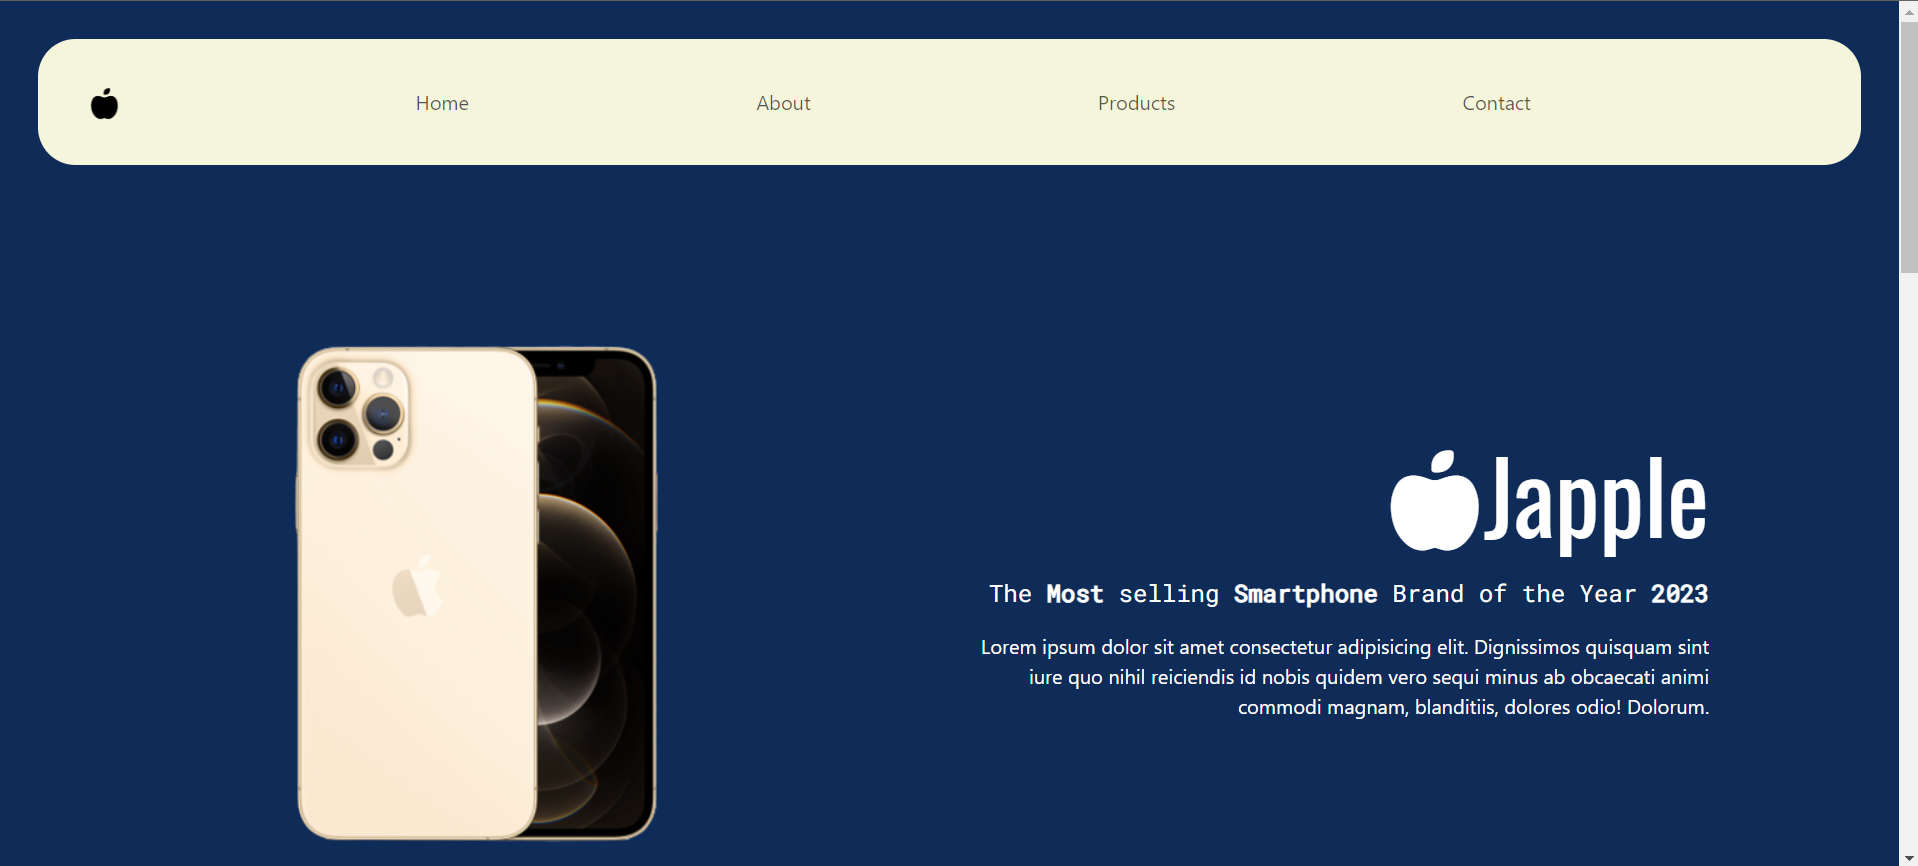 Home
About
Products
Contact
Japple
The Most selling Smartphone Brand of the Year 2023
Lorem ipsum dolor sit amet consectetur adipisicing elit. Dignissimos quisquam sint
iure quo nihil reiciendis id nobis quidem vero sequi minus ab obcaecati animi
commodi magnam, blanditiis, dolores odio! Dolorum.